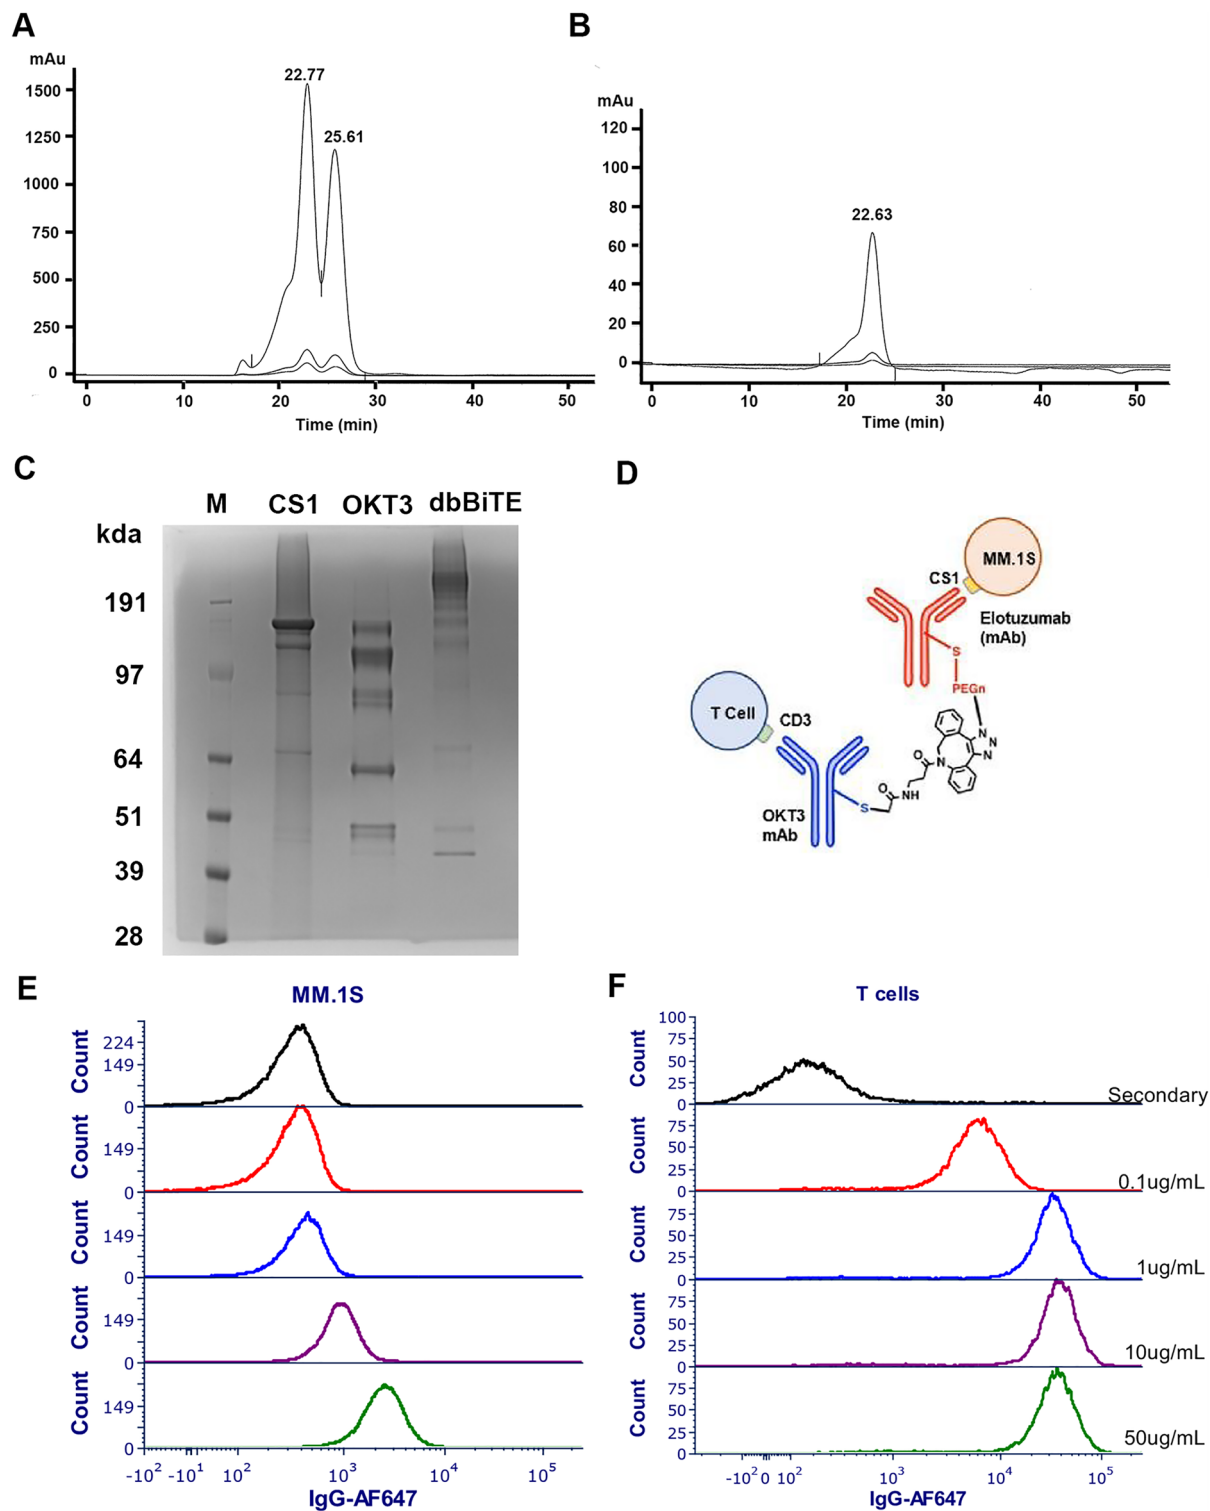 A
mAu
1500
1250
1000
750
500
250
0
22.77
25.61
0 10 20 30 40 50
Time (min)
B
mAu
120
100
80
60
40
20
0
22.63
0 10 20 30 40 50
Time (min)
C
M CS1 OKT3 dbBiTE
kda
191
97
64
51
39
28
D
MM.1S
CS1
Elotuzumab
(mAb)
S
PEGn
N
N
N
N
O
O
NH
S
T Cell
CD3
OKT3
mAb
E
MM.1S
Count
224
149
0
Count
149
0
Count
149
0
Count
149
0
Count
149
0
-10² -10¹ 10² 10³ 10⁴ 10⁵
IgG-AF647
F
T cells
Count
100
75
50
25
0
Secondary
Count
75
50
25
0
0.1ug/mL
Count
75
50
25
0
1ug/mL
Count
75
50
25
0
10ug/mL
Count
75
50
25
0
50ug/mL
-10² 0 10² 10³ 10⁴ 10⁵
IgG-AF647